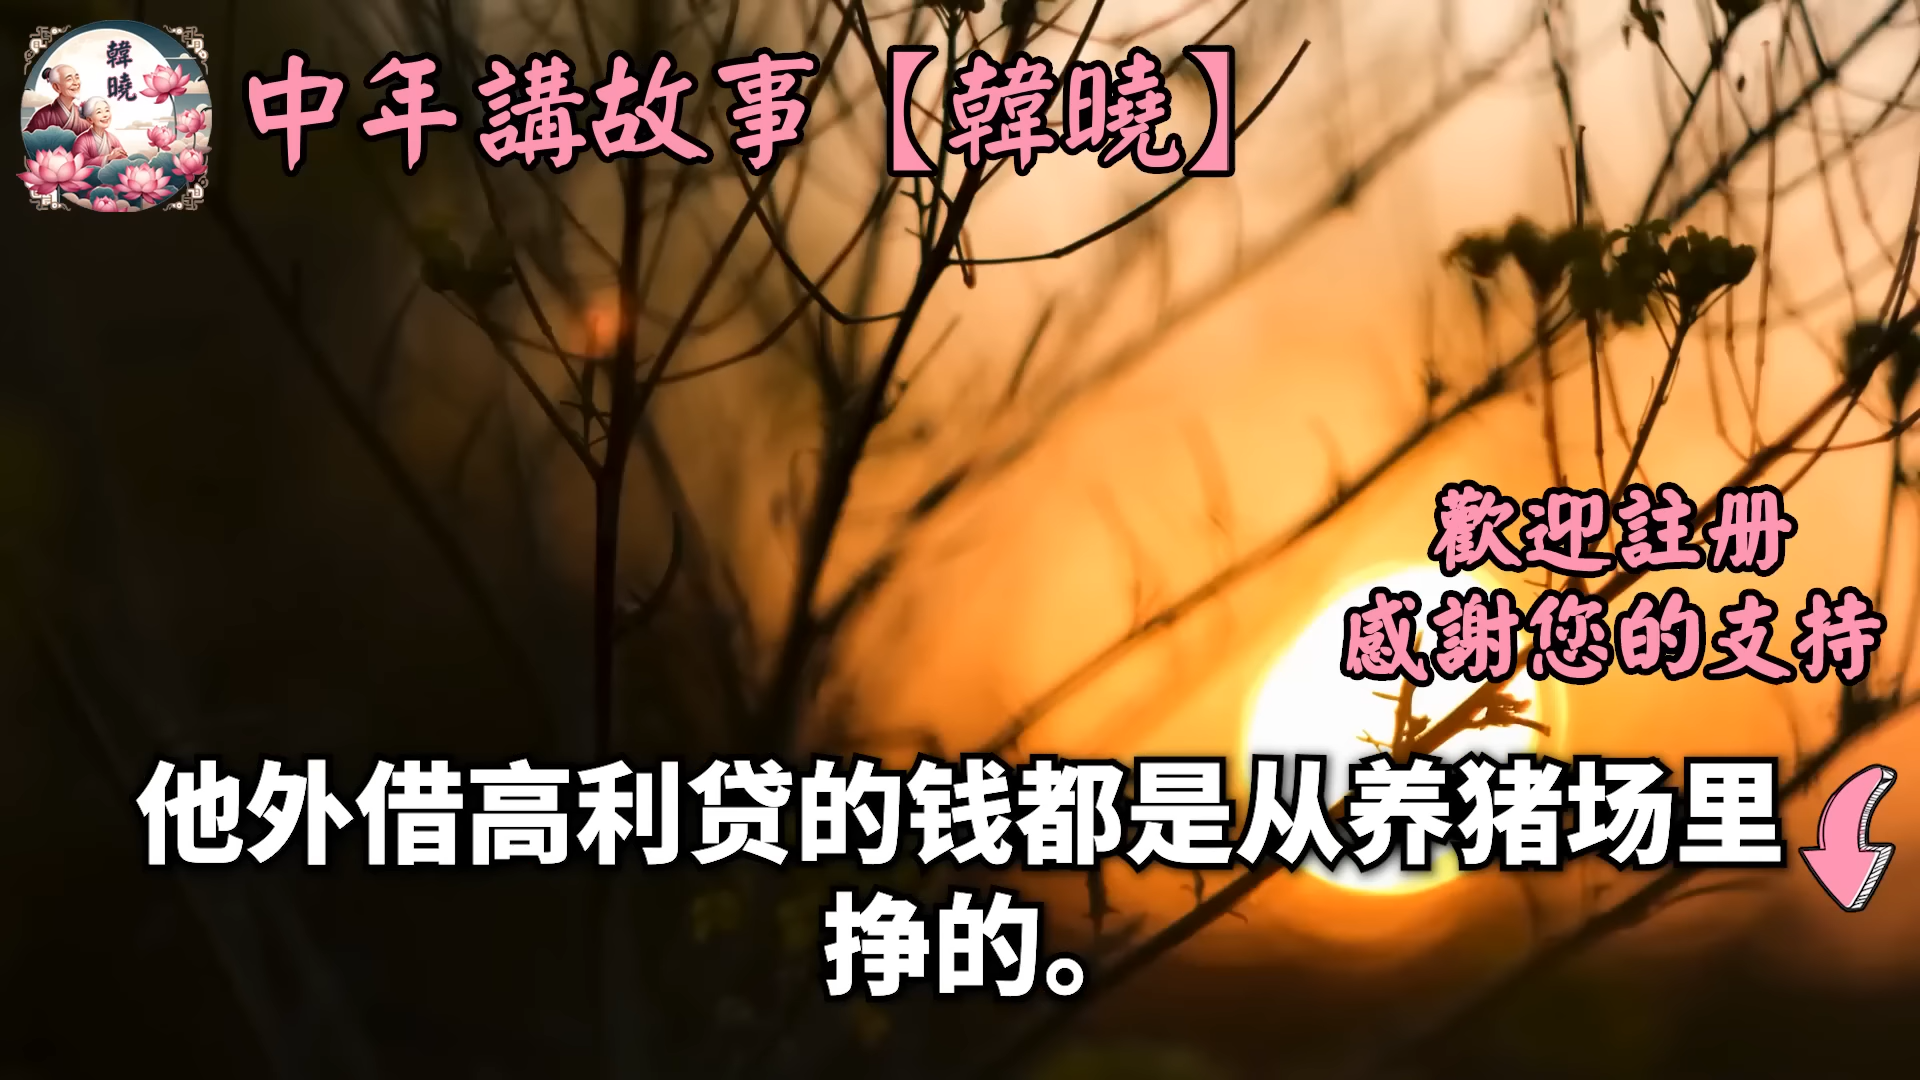 韓曉
中年講故事【韓曉】
歡迎註册
感謝您的支持
他外借高利贷的钱都是从养猪场里
挣的。